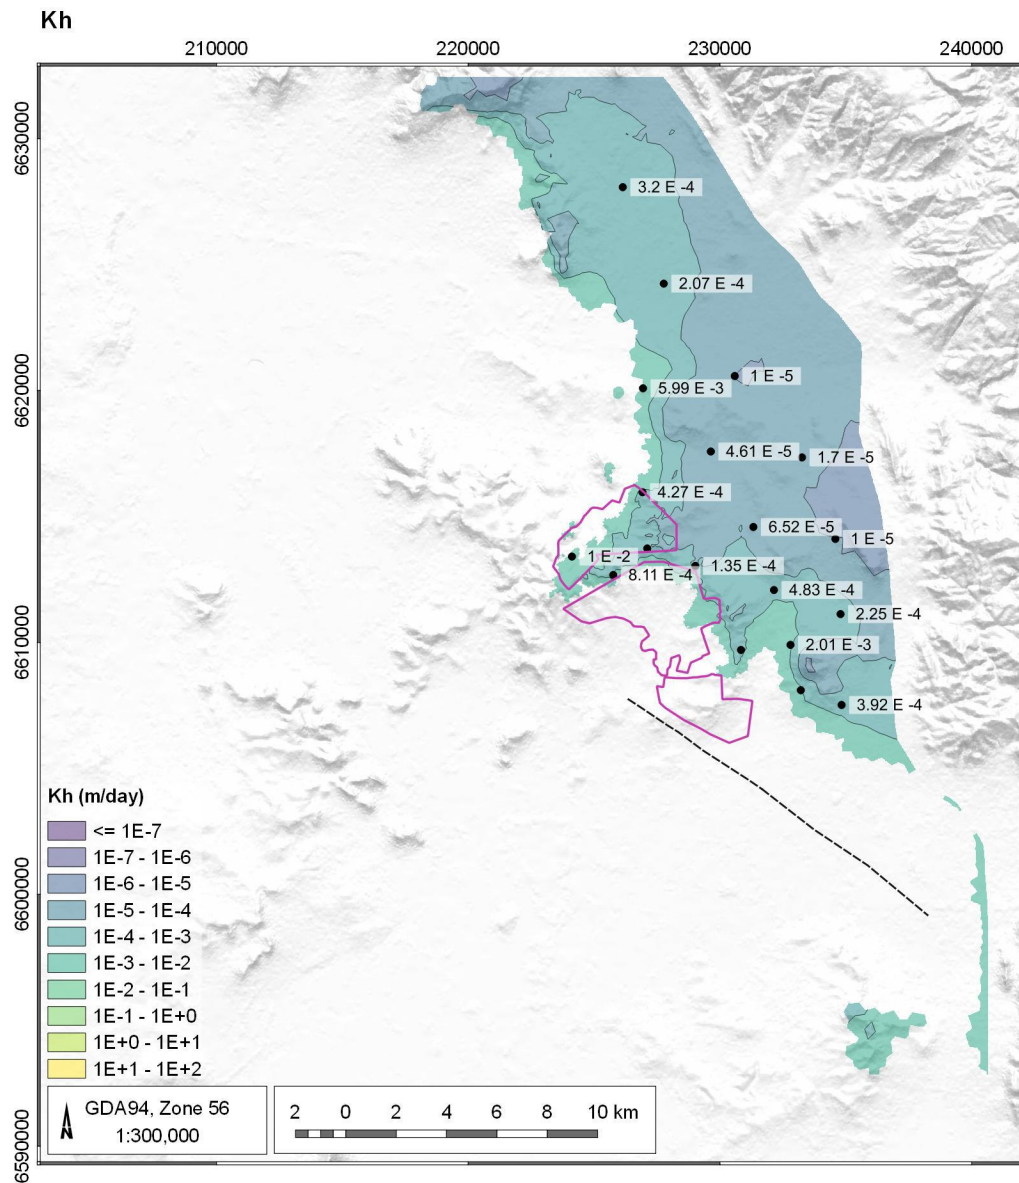 Kh
210000
220000
230000
240000
6630000
6620000
6610000
6600000
6590000
3.2 E -4
2.07 E -4
1 E -5
5.99 E -3
4.61 E -5
1.7 E -5
4.27 E -4
6.52 E -5
1 E -5
1 E -2
1.35 E -4
8.11 E -4
4.83 E -4
2.25 E -4
2.01 E -3
3.92 E -4
Kh (m/day)
<= 1E-7
1E-7 - 1E-6
1E-6 - 1E-5
1E-5 - 1E-4
1E-4 - 1E-3
1E-3 - 1E-2
1E-2 - 1E-1
1E-1 - 1E+0
1E+0 - 1E+1
1E+1 - 1E+2
N
GDA94, Zone 56
1:300,000
2 0 2 4 6 8 10 km